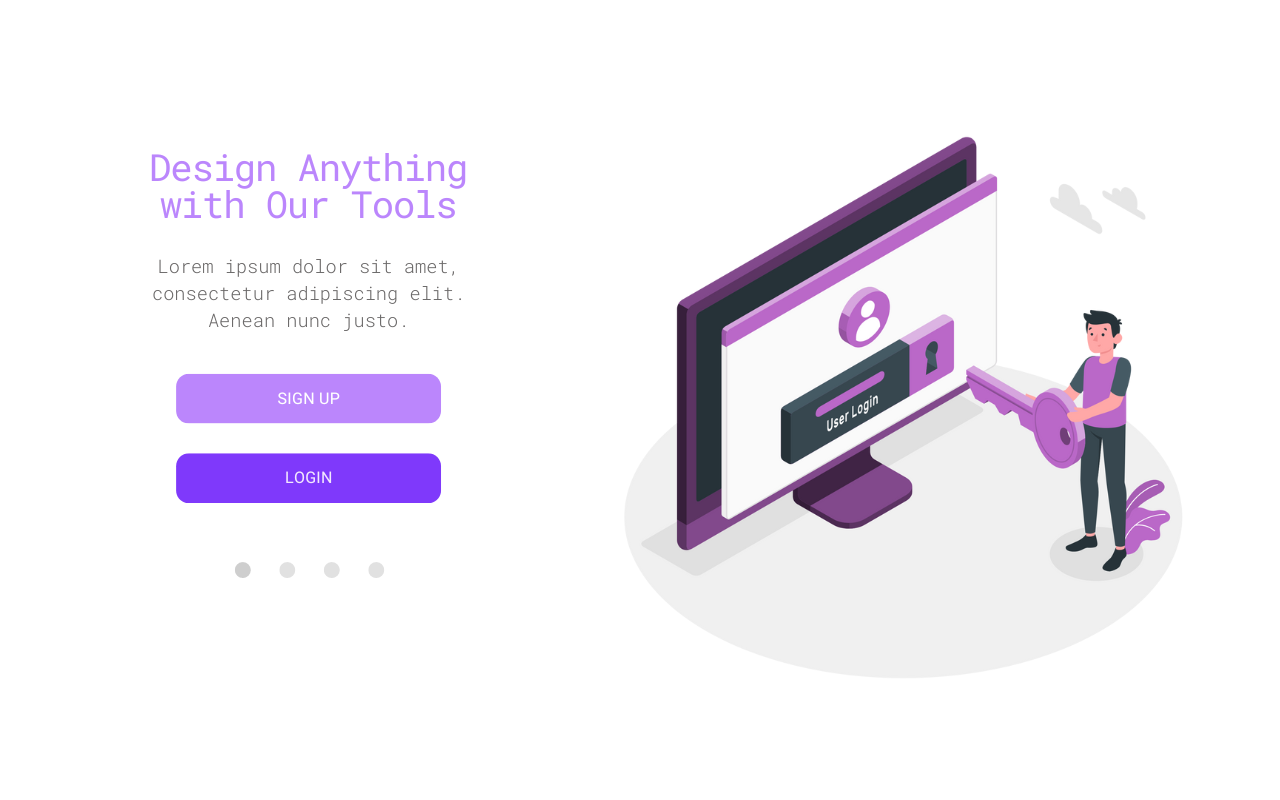 Design Anything
with Our Tools
Lorem ipsum dolor sit amet,
consectetur adipiscing elit.
Aenean nunc justo.
SIGN UP
LOGIN
User Login